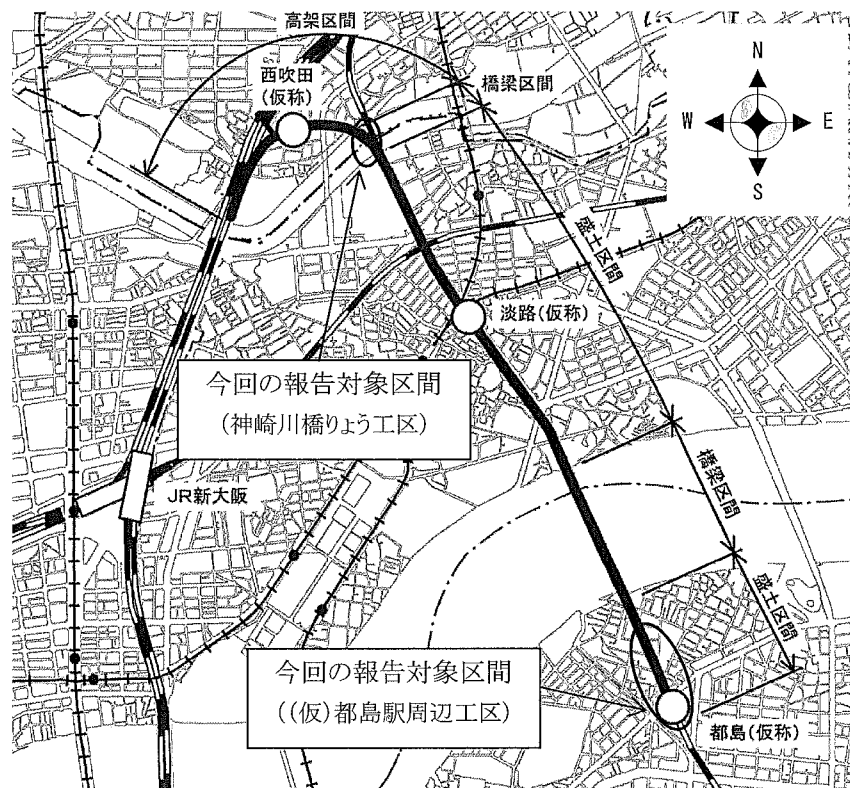 高架区間
西吹田
(仮称)
橋梁区間
N
W
E
S
盛土区間
淡路(仮称)
今回の報告対象区間
(神崎川橋りょう工区)
JR新大阪
橋梁区間
盛土区間
今回の報告対象区間
((仮)都島駅周辺工区)
都島(仮称)